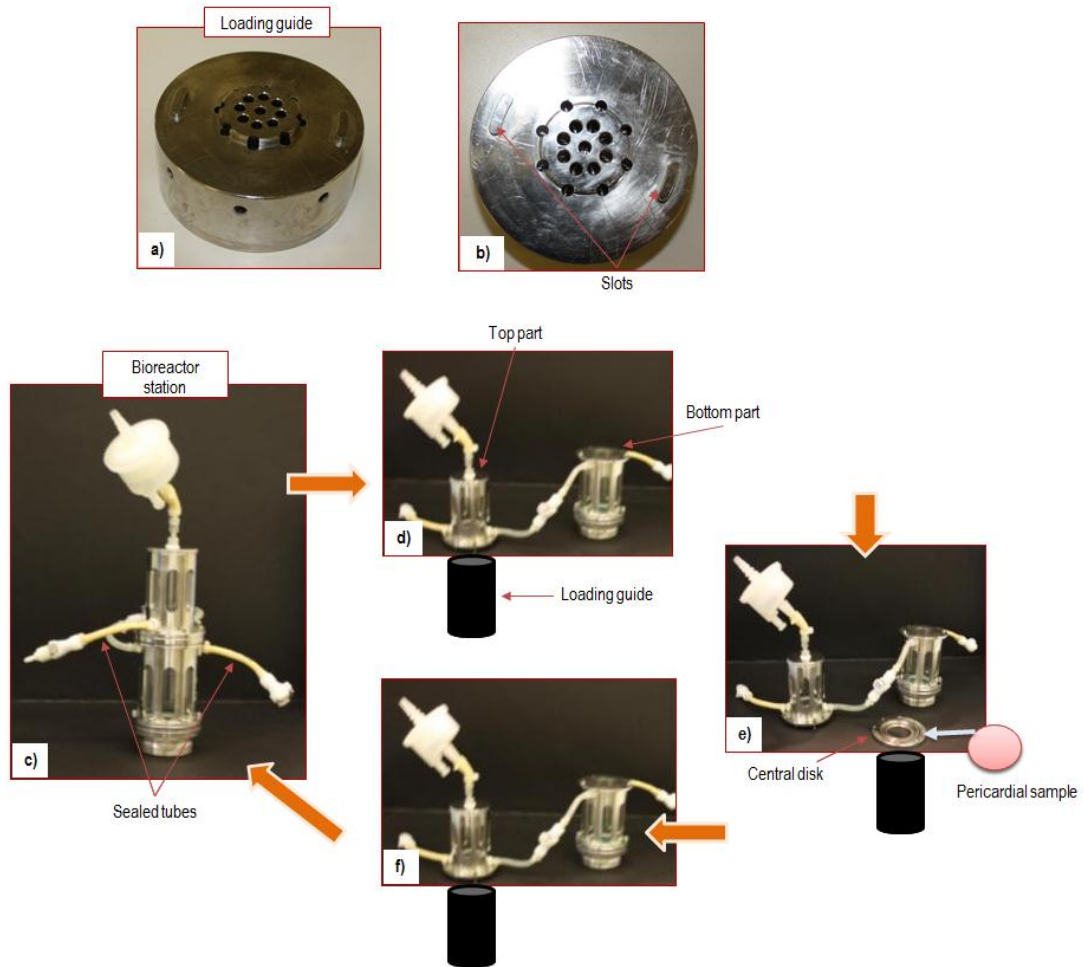 Loading guide
a)
b)
Slots
Top part
Bioreactor
station
Bottom part
d)
Loading guide
e)
c)
Central disk
Pericardial sample
Sealed tubes
f)